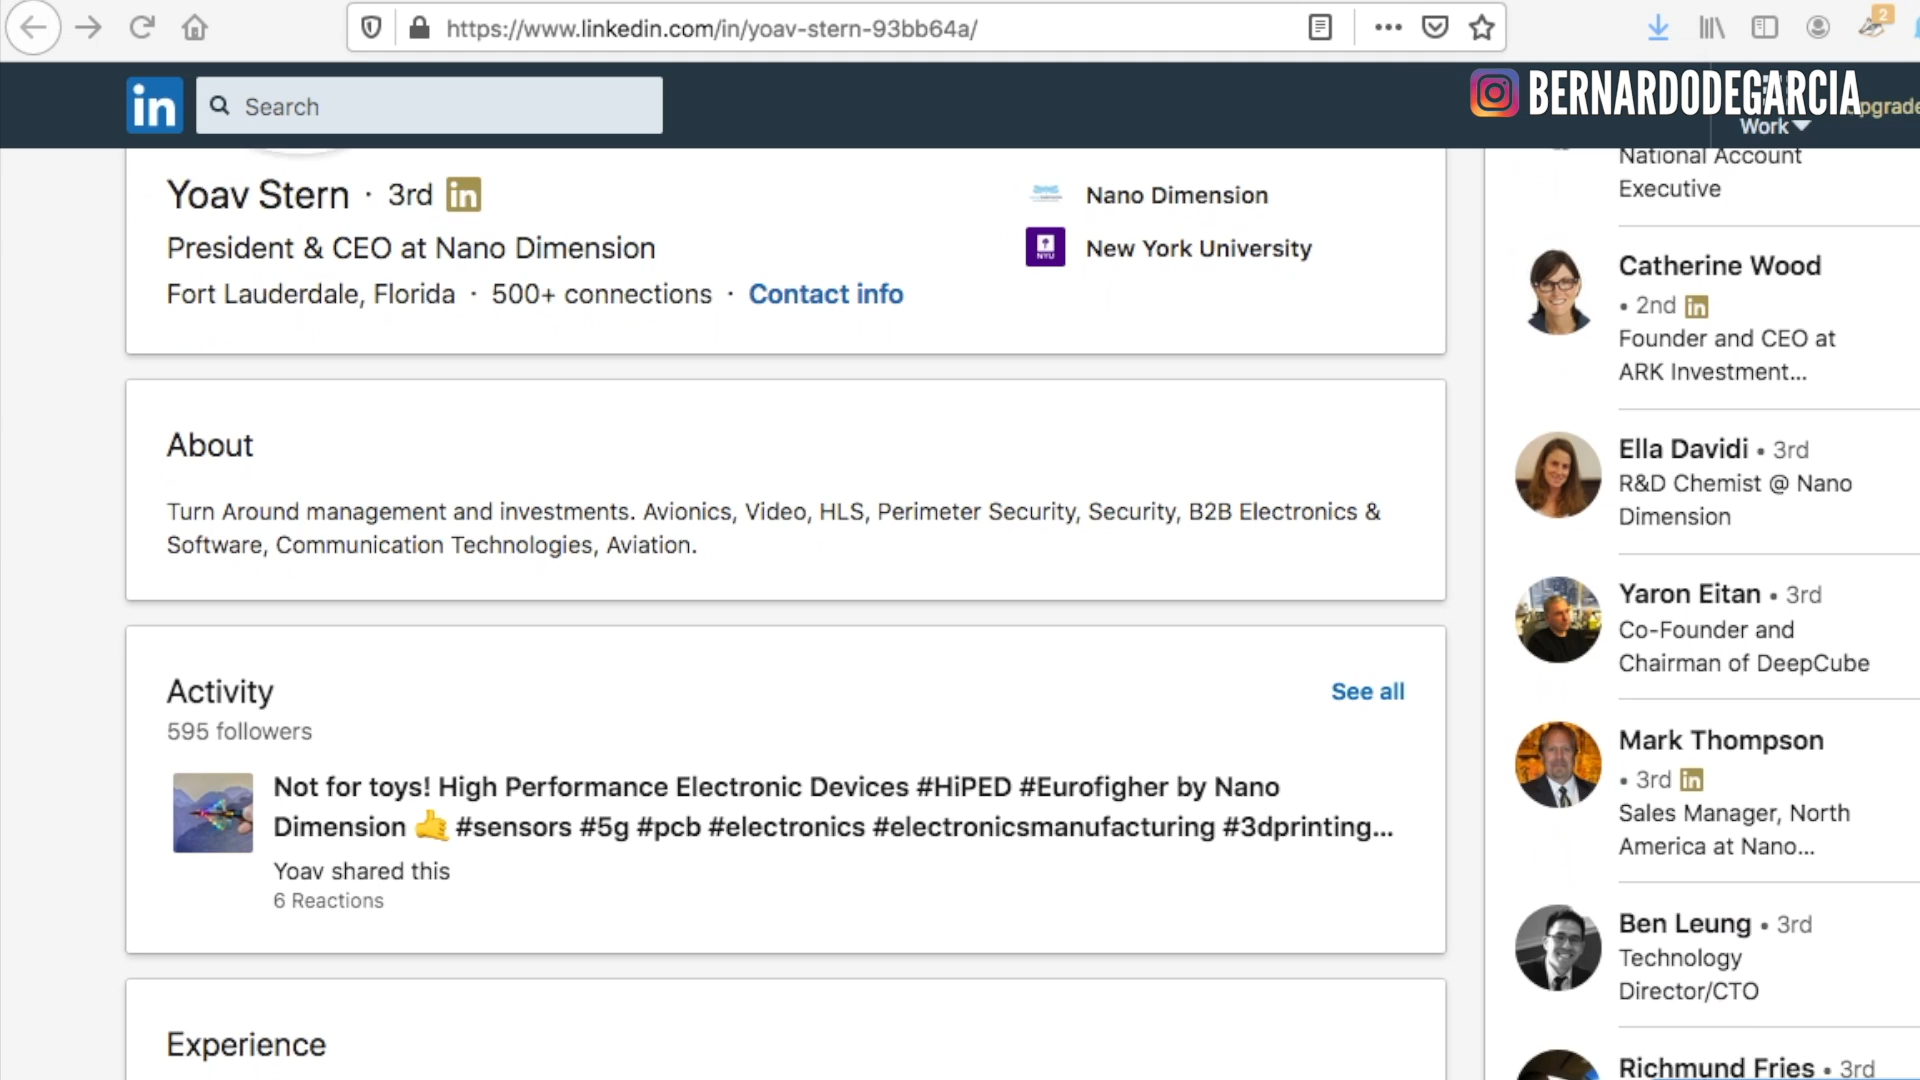 https://www.linkedin.com/in/yoav-stern-93bb64a/
2
in
Search
BERNARDODEGARCIA
Upgrade
Work
Yoav Stern · 3rd in
President & CEO at Nano Dimension
Fort Lauderdale, Florida · 500+ connections · Contact info
Nano Dimension
NYU
New York University
About
Turn Around management and investments. Avionics, Video, HLS, Perimeter Security, Security, B2B Electronics &
Software, Communication Technologies, Aviation.
Activity
See all
595 followers
Not for toys! High Performance Electronic Devices #HiPED #Eurofigher by Nano
Dimension 🤙 #sensors #5g #pcb #electronics #electronicsmanufacturing #3dprinting...
Yoav shared this
6 Reactions
Experience
National Account
Executive
Catherine Wood
• 2nd in
Founder and CEO at
ARK Investment...
Ella Davidi • 3rd
R&D Chemist @ Nano
Dimension
Yaron Eitan • 3rd
Co-Founder and
Chairman of DeepCube
Mark Thompson
• 3rd in
Sales Manager, North
America at Nano...
Ben Leung • 3rd
Technology
Director/CTO
Richmund Fries • 3rd